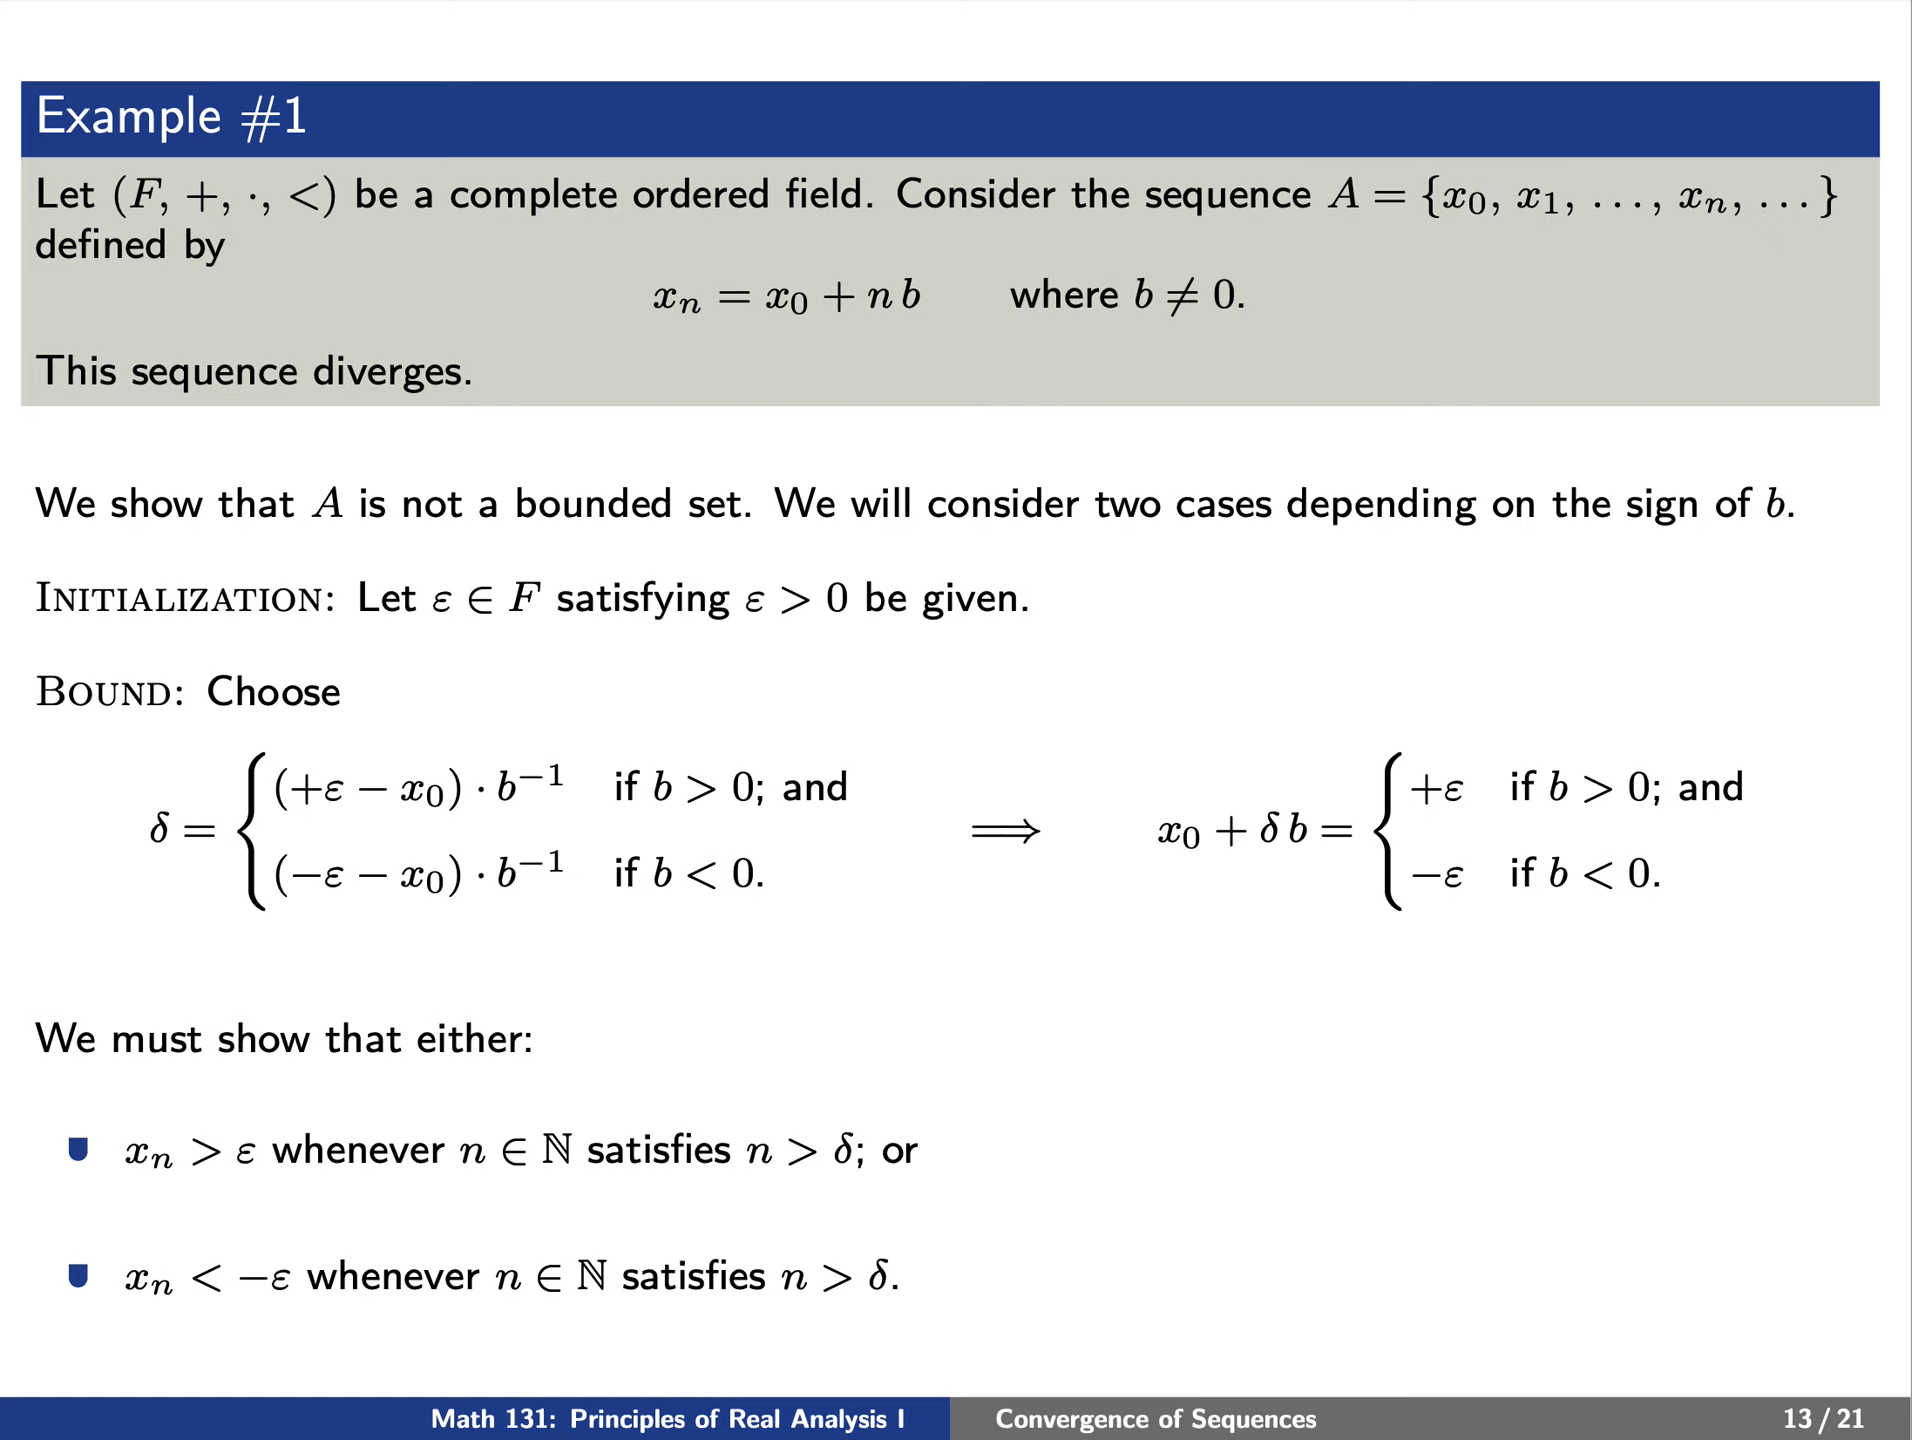 Example #1
Let (F, +, ·, <) be a complete ordered field. Consider the sequence A = {x₀, x₁, ..., xₙ, ...}
defined by
xₙ = x₀ + n b where b ≠ 0.
This sequence diverges.
We show that A is not a bounded set. We will consider two cases depending on the sign of b.
INITIALIZATION: Let ε ∈ F satisfying ε > 0 be given.
BOUND: Choose
δ = { (+ε − x₀) · b⁻¹ if b > 0; and
(−ε − x₀) · b⁻¹ if b < 0.
⟹ x₀ + δ b = { +ε if b > 0; and
−ε if b < 0.
We must show that either:
xₙ > ε whenever n ∈ ℕ satisfies n > δ; or
xₙ < −ε whenever n ∈ ℕ satisfies n > δ.
Math 131: Principles of Real Analysis I Convergence of Sequences 13 / 21